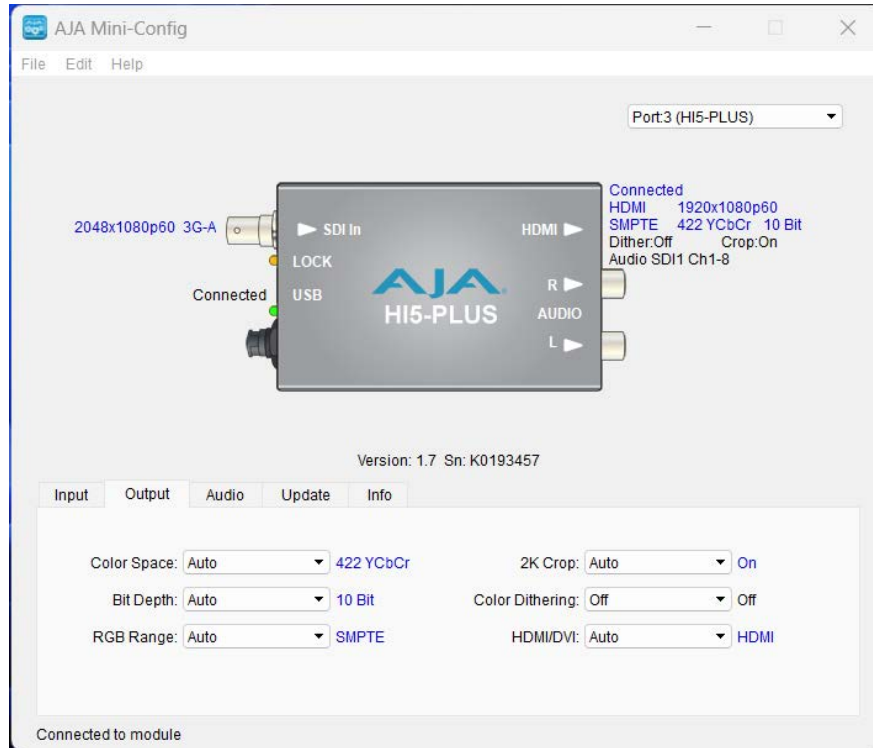 AJA Mini-Config
File Edit Help
Port:3 (HI5-PLUS)
2048x1080p60 3G-A
SDI In
HDMI
Connected
HDMI 1920x1080p60
SMPTE 422 YCbCr 10 Bit
Dither:Off Crop:On
Audio SDI1 Ch1-8
LOCK
Connected
USB
AJA
HI5-PLUS
R
AUDIO
L
Version: 1.7 Sn: K0193457
Input Output Audio Update Info
Color Space: Auto 422 YCbCr 2K Crop: Auto On
Bit Depth: Auto 10 Bit Color Dithering: Off Off
RGB Range: Auto SMPTE HDMI/DVI: Auto HDMI
Connected to module